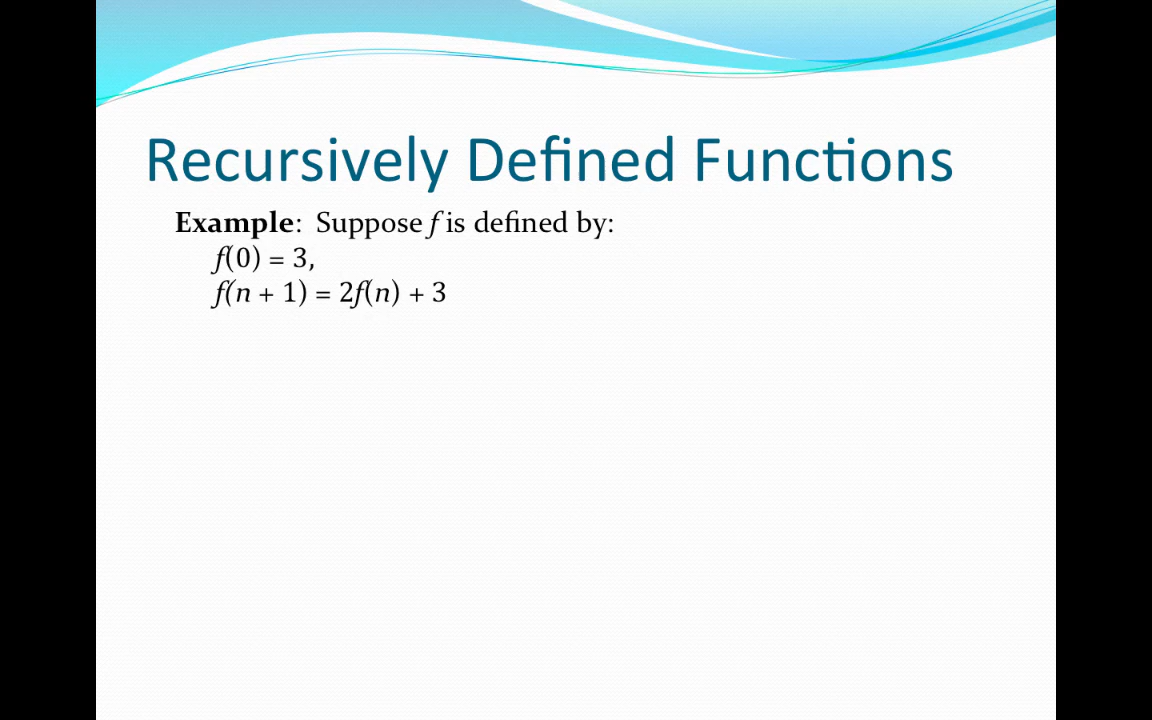 Recursively Defined Functions
Example:  Suppose f is defined by:
f(0) = 3,
f(n + 1) = 2f(n) + 3